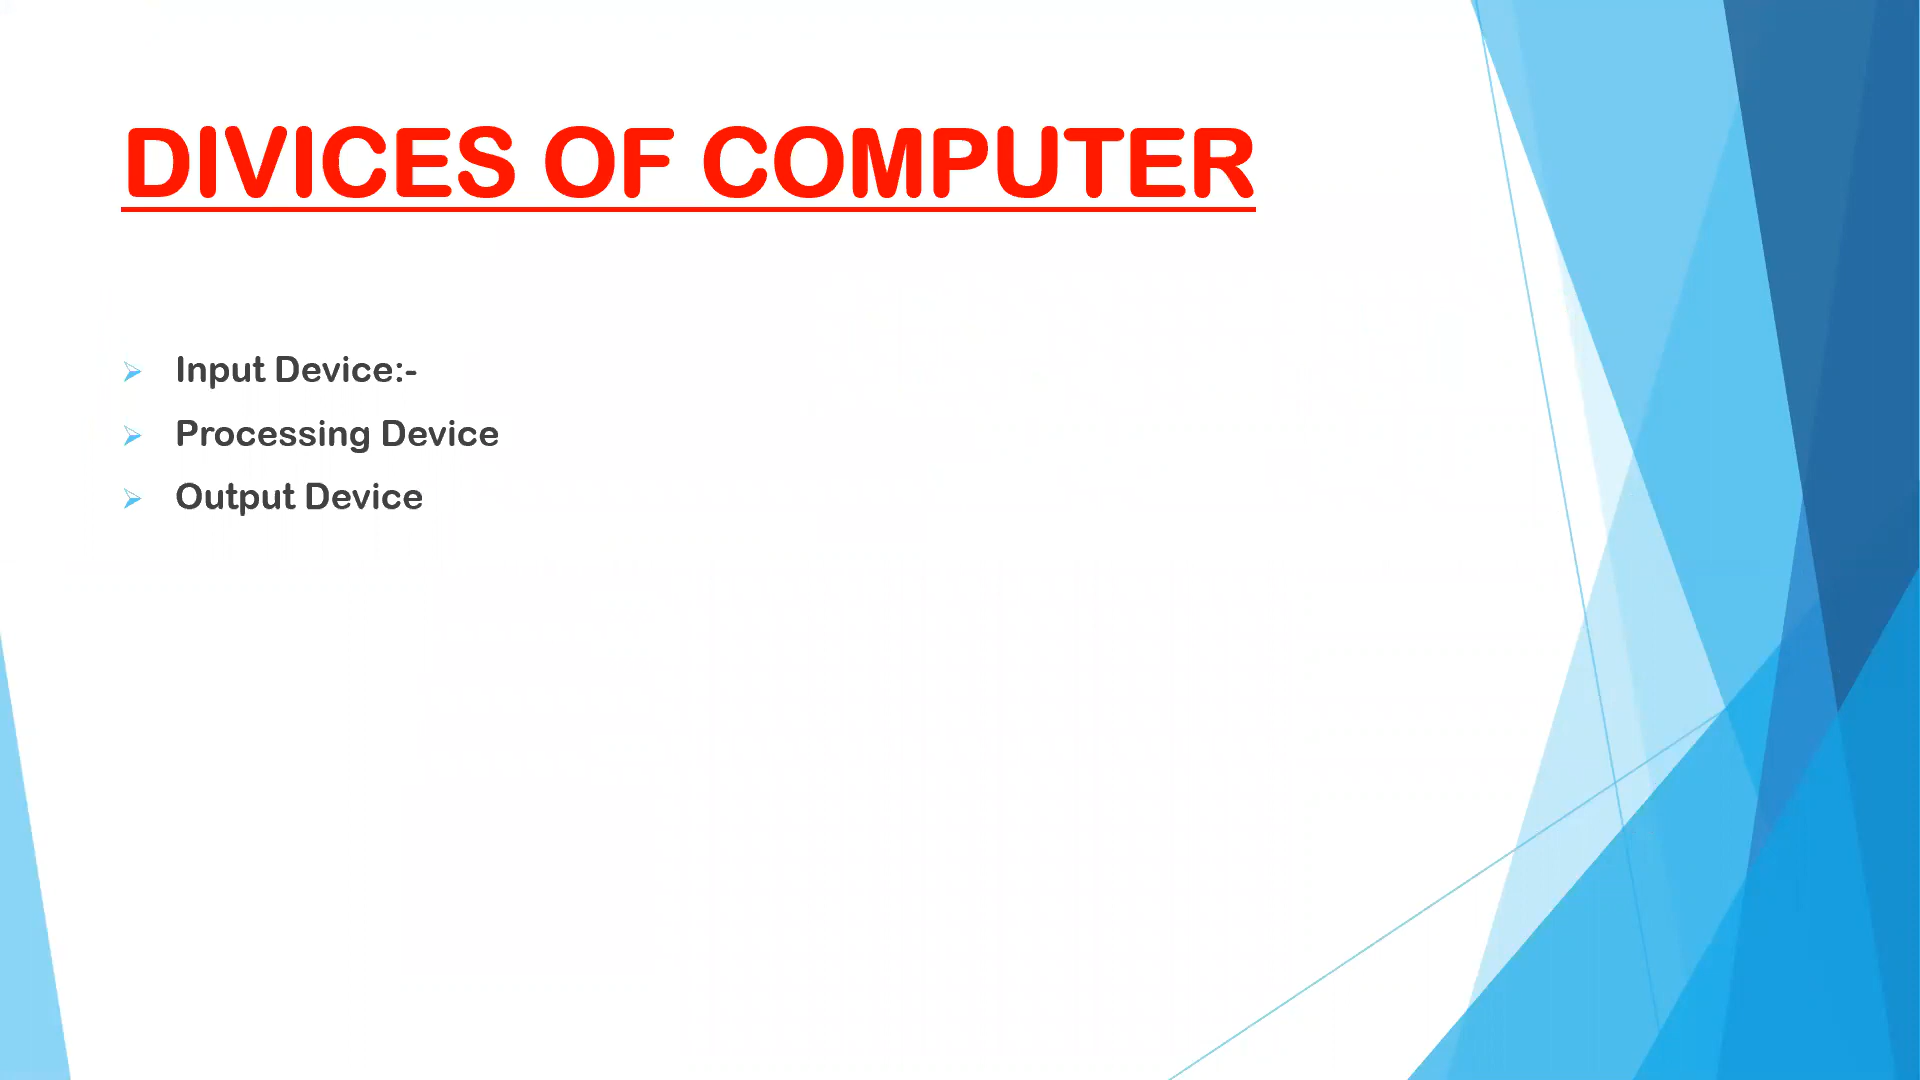 DIVICES OF COMPUTER
Input Device:-
Processing Device
Output Device